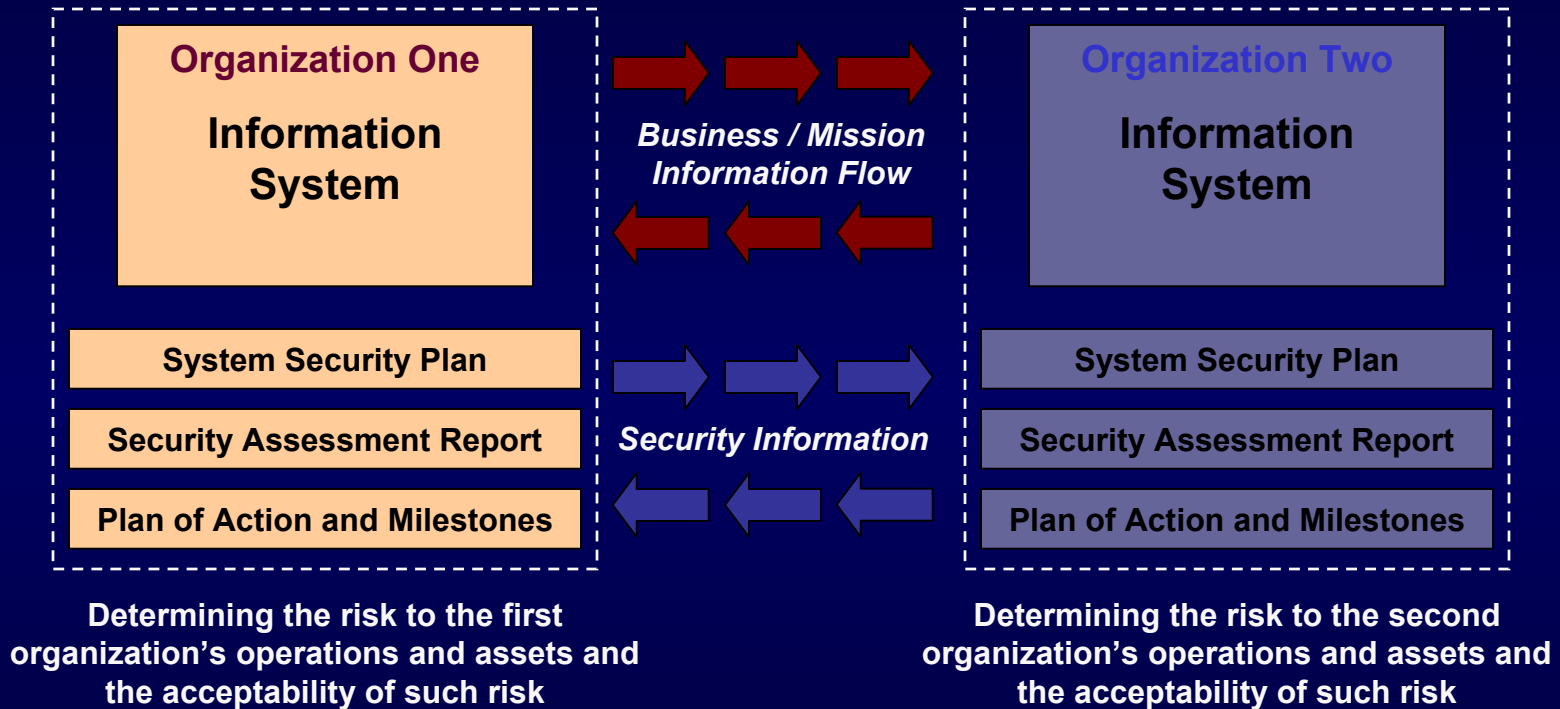 Organization One
Information
System
System Security Plan
Security Assessment Report
Plan of Action and Milestones
Determining the risk to the first
organization’s operations and assets and
the acceptability of such risk
Business / Mission
Information Flow
Security Information
Organization Two
Information
System
System Security Plan
Security Assessment Report
Plan of Action and Milestones
Determining the risk to the second
organization’s operations and assets and
the acceptability of such risk